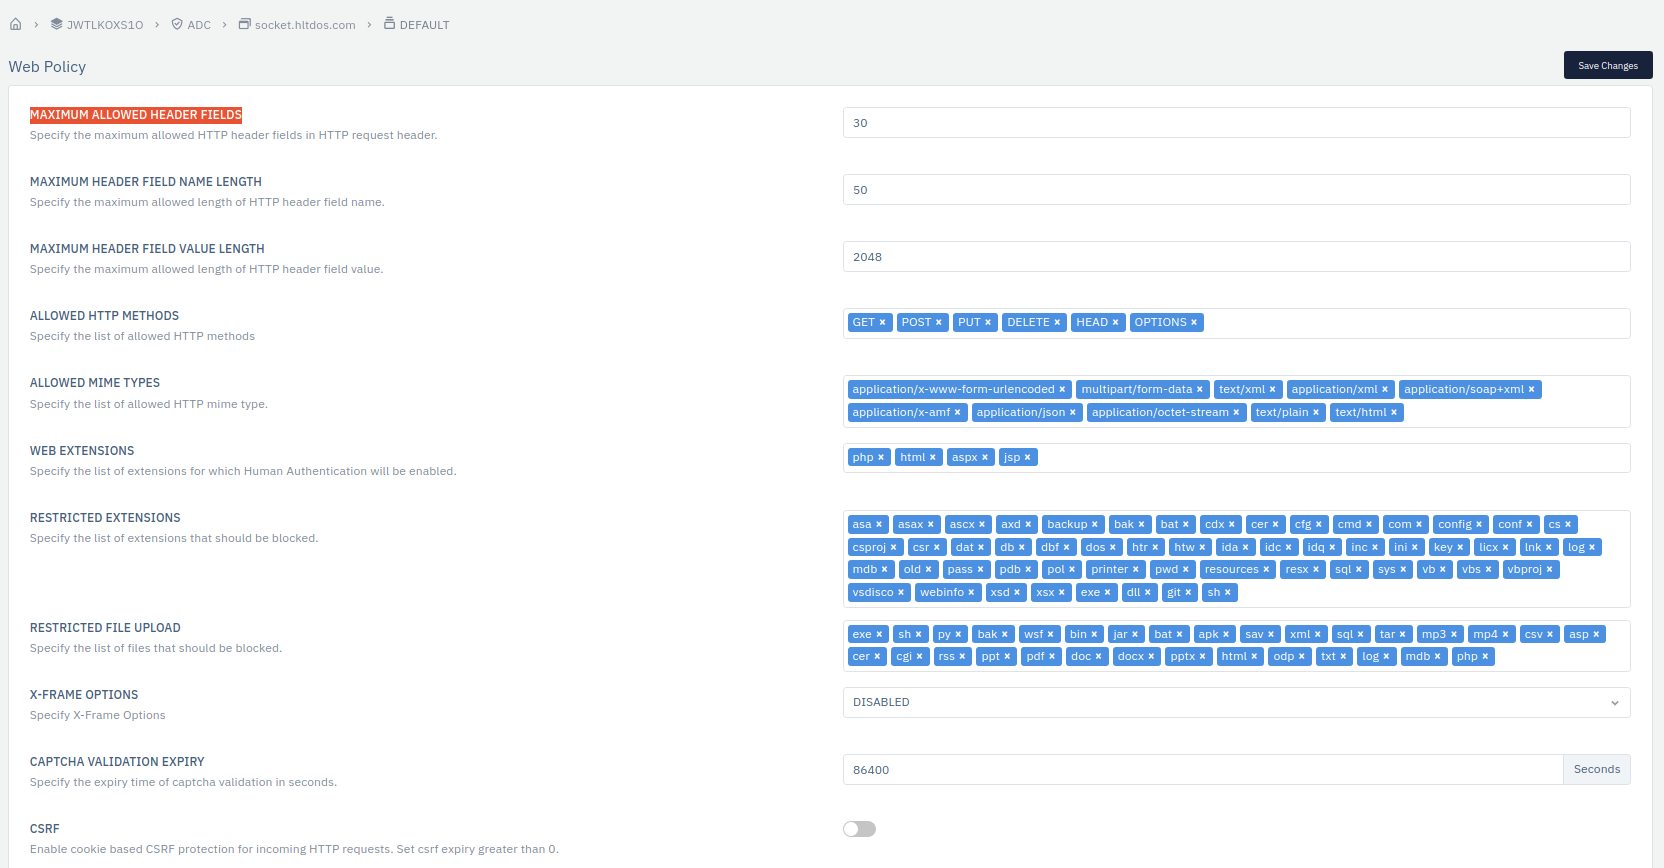 JWTLKOXS1O ADC socket.hltdos.com DEFAULT
Web Policy
Save Changes
MAXIMUM ALLOWED HEADER FIELDS
Specify the maximum allowed HTTP header fields in HTTP request header.
30
MAXIMUM HEADER FIELD NAME LENGTH
Specify the maximum allowed length of HTTP header field name.
50
MAXIMUM HEADER FIELD VALUE LENGTH
Specify the maximum allowed length of HTTP header field value.
2048
ALLOWED HTTP METHODS
Specify the list of allowed HTTP methods
GET × POST × PUT × DELETE × HEAD × OPTIONS ×
ALLOWED MIME TYPES
Specify the list of allowed HTTP mime type.
application/x-www-form-urlencoded × multipart/form-data × text/xml × application/xml × application/soap+xml ×
application/x-amf × application/json × application/octet-stream × text/plain × text/html ×
WEB EXTENSIONS
Specify the list of extensions for which Human Authentication will be enabled.
php × html × aspx × jsp ×
RESTRICTED EXTENSIONS
Specify the list of extensions that should be blocked.
asa × asax × ascx × axd × backup × bak × bat × cdx × cer × cfg × cmd × com × config × conf × cs ×
csproj × csr × dat × db × dbf × dos × htr × htw × ida × idc × idq × inc × ini × key × licx × lnk × log ×
mdb × old × pass × pdb × pol × printer × pwd × resources × resx × sql × sys × vb × vbs × vbproj ×
vsdisco × webinfo × xsd × xsx × exe × dll × git × sh ×
RESTRICTED FILE UPLOAD
Specify the list of files that should be blocked.
exe × sh × py × bak × wsf × bin × jar × bat × apk × sav × xml × sql × tar × mp3 × mp4 × csv × asp ×
cer × cgi × rss × ppt × pdf × doc × docx × pptx × html × odp × txt × log × mdb × php ×
X-FRAME OPTIONS
Specify X-Frame Options
DISABLED
CAPTCHA VALIDATION EXPIRY
Specify the expiry time of captcha validation in seconds.
86400 Seconds
CSRF
Enable cookie based CSRF protection for incoming HTTP requests. Set csrf expiry greater than 0.